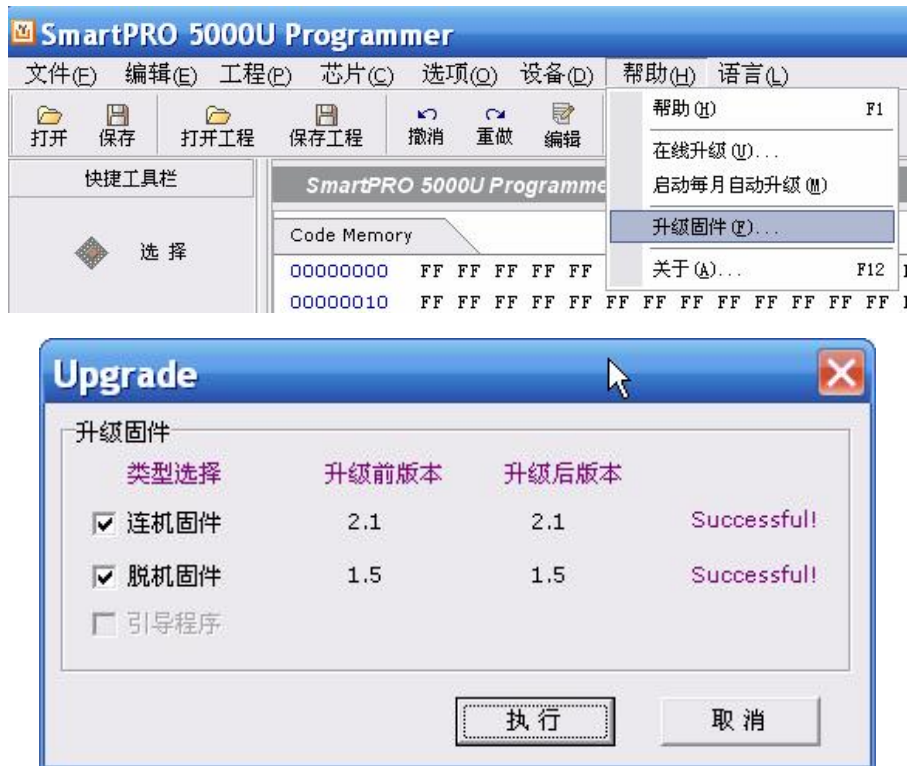 SmartPRO 5000U Programmer
文件(F) 编辑(E) 工程(P) 芯片(C) 选项(O) 设备(D) 帮助(H) 语言(L)
打开 保存 打开工程 保存工程 撤消 重做 编辑
帮助(H) F1
在线升级(U)...
启动每月自动升级(M)
升级固件(F)...
关于(A)... F12
快捷工具栏
选择
SmartPRO 5000U Programme
Code Memory
00000000 FF FF FF FF FF
00000010 FF FF FF FF FF FF FF FF FF FF FF FF FF
Upgrade
升级固件
类型选择 升级前版本 升级后版本
连机固件 2.1 2.1 Successful!
脱机固件 1.5 1.5 Successful!
引导程序
执行 取消